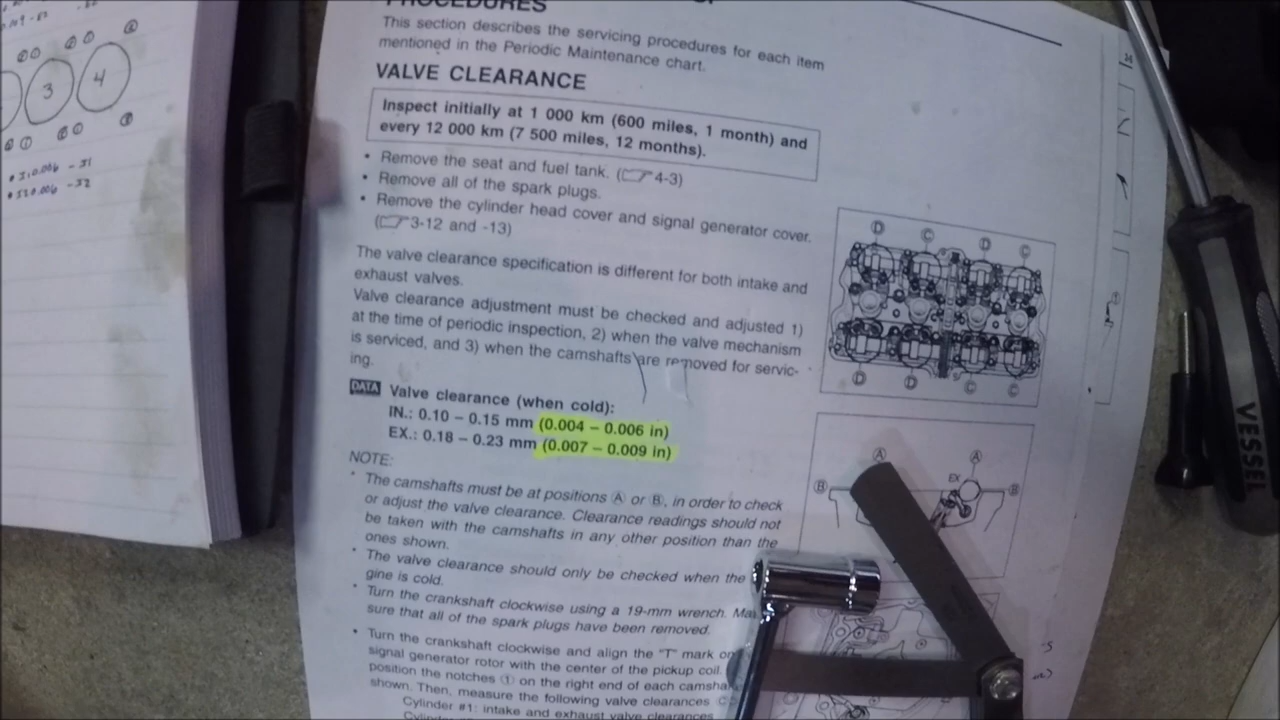 3
4
PROCEDURES
This section describes the servicing procedures for each item
mentioned in the Periodic Maintenance chart.
VALVE CLEARANCE
Inspect initially at 1 000 km (600 miles, 1 month) and
every 12 000 km (7 500 miles, 12 months).
• Remove the seat and fuel tank. (☞4-3)
• Remove all of the spark plugs.
• Remove the cylinder head cover and signal generator cover.
(☞3-12 and -13)
The valve clearance specification is different for both intake and
exhaust valves.
Valve clearance adjustment must be checked and adjusted 1)
at the time of periodic inspection, 2) when the valve mechanism
is serviced, and 3) when the camshafts are removed for servic-
ing.
DATA Valve clearance (when cold):
IN.: 0.10 – 0.15 mm (0.004 – 0.006 in)
EX.: 0.18 – 0.23 mm (0.007 – 0.009 in)
NOTE:
* The camshafts must be at positions Ⓐ or Ⓑ, in order to check
or adjust the valve clearance. Clearance readings should not
be taken with the camshafts in any other position than the
ones shown.
* The valve clearance should only be checked when the
gine is cold.
* Turn the crankshaft clockwise using a 19-mm wrench. Ma
sure that all of the spark plugs have been removed.
• Turn the crankshaft clockwise and align the "T" mark on
signal generator rotor with the center of the pickup coil.
position the notches ① on the right end of each camsha
shown. Then, measure the following valve clearances
Cylinder #1: intake and exhaust valve clearances
Ⓓ Ⓒ Ⓓ Ⓒ
Ⓓ Ⓓ Ⓒ Ⓒ
Ⓐ Ⓐ
Ⓑ EX Ⓑ
VESSEL